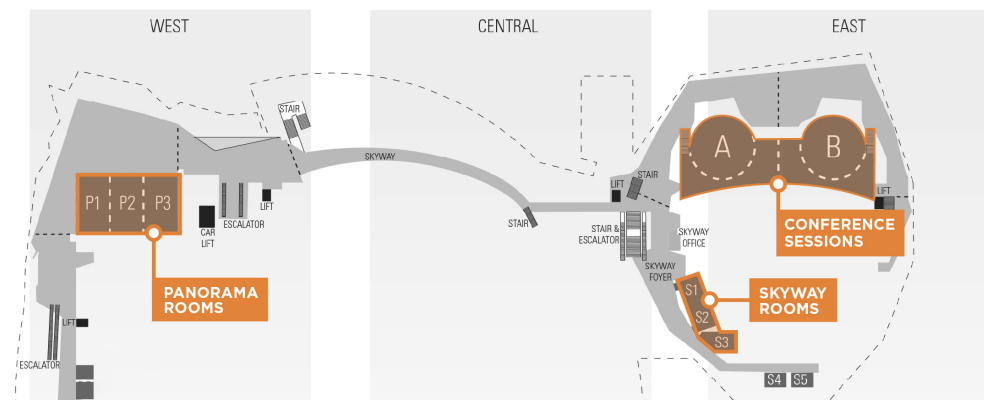 WEST
CENTRAL
EAST
STAIR
SKYWAY
P1
P2
P3
A
B
LIFT
STAIR
LIFT
LIFT
CAR
LIFT
ESCALATOR
STAIR
STAIR &
ESCALATOR
SKYWAY
OFFICE
CONFERENCE
SESSIONS
SKYWAY
FOYER
PANORAMA
ROOMS
S1
S2
S3
SKYWAY
ROOMS
LIFT
ESCALATOR
S4
S5